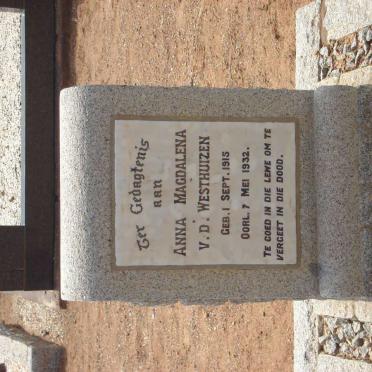 Ter Gedagtenis
aan
ANNA MAGDALENA
V.D. WESTHUIZEN
GEB. 1 SEPT. 1915
OORL. 7 MEI 1932.
TE GOED IN DIE LEWE OM TE
VERGEET IN DIE DOOD.